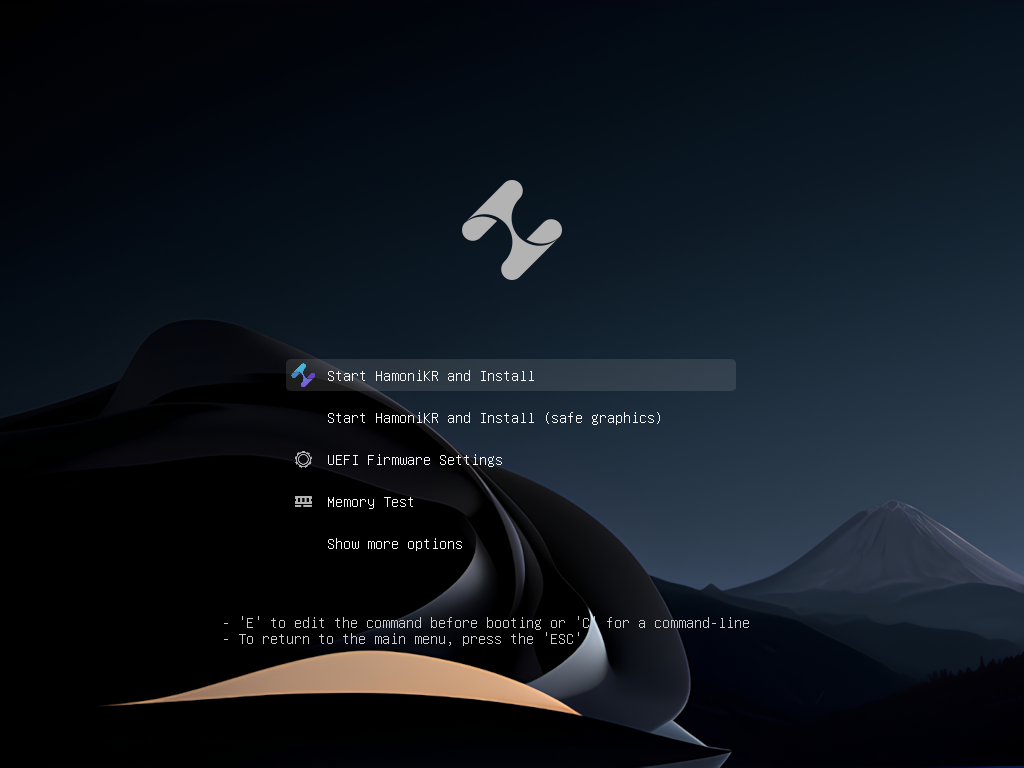 Start HamoniKR and Install
Start HamoniKR and Install (safe graphics)
UEFI Firmware Settings
Memory Test
Show more options
- 'E' to edit the command before booting or 'C' for a command-line
- To return to the main menu, press the 'ESC'